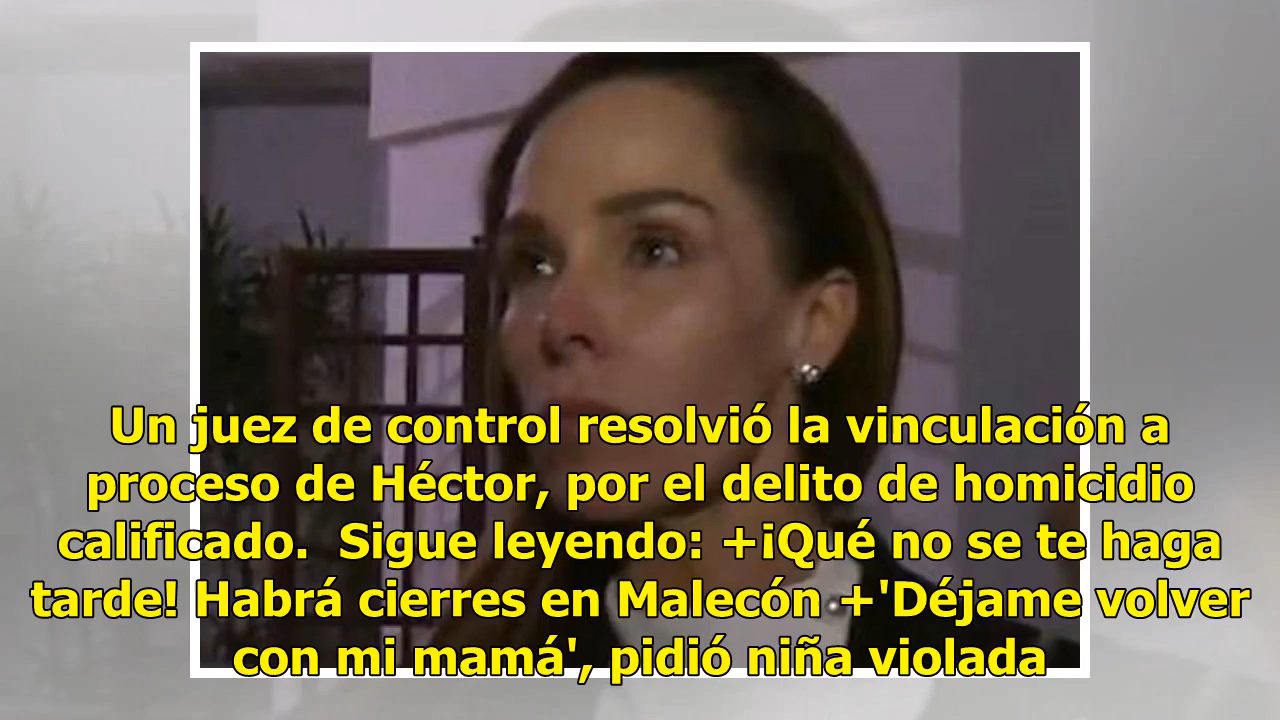 Un juez de control resolvió la vinculación a
proceso de Héctor, por el delito de homicidio
calificado.  Sigue leyendo: +¡Qué no se te haga
tarde! Habrá cierres en Malecón +'Déjame volver
con mi mamá', pidió niña violada